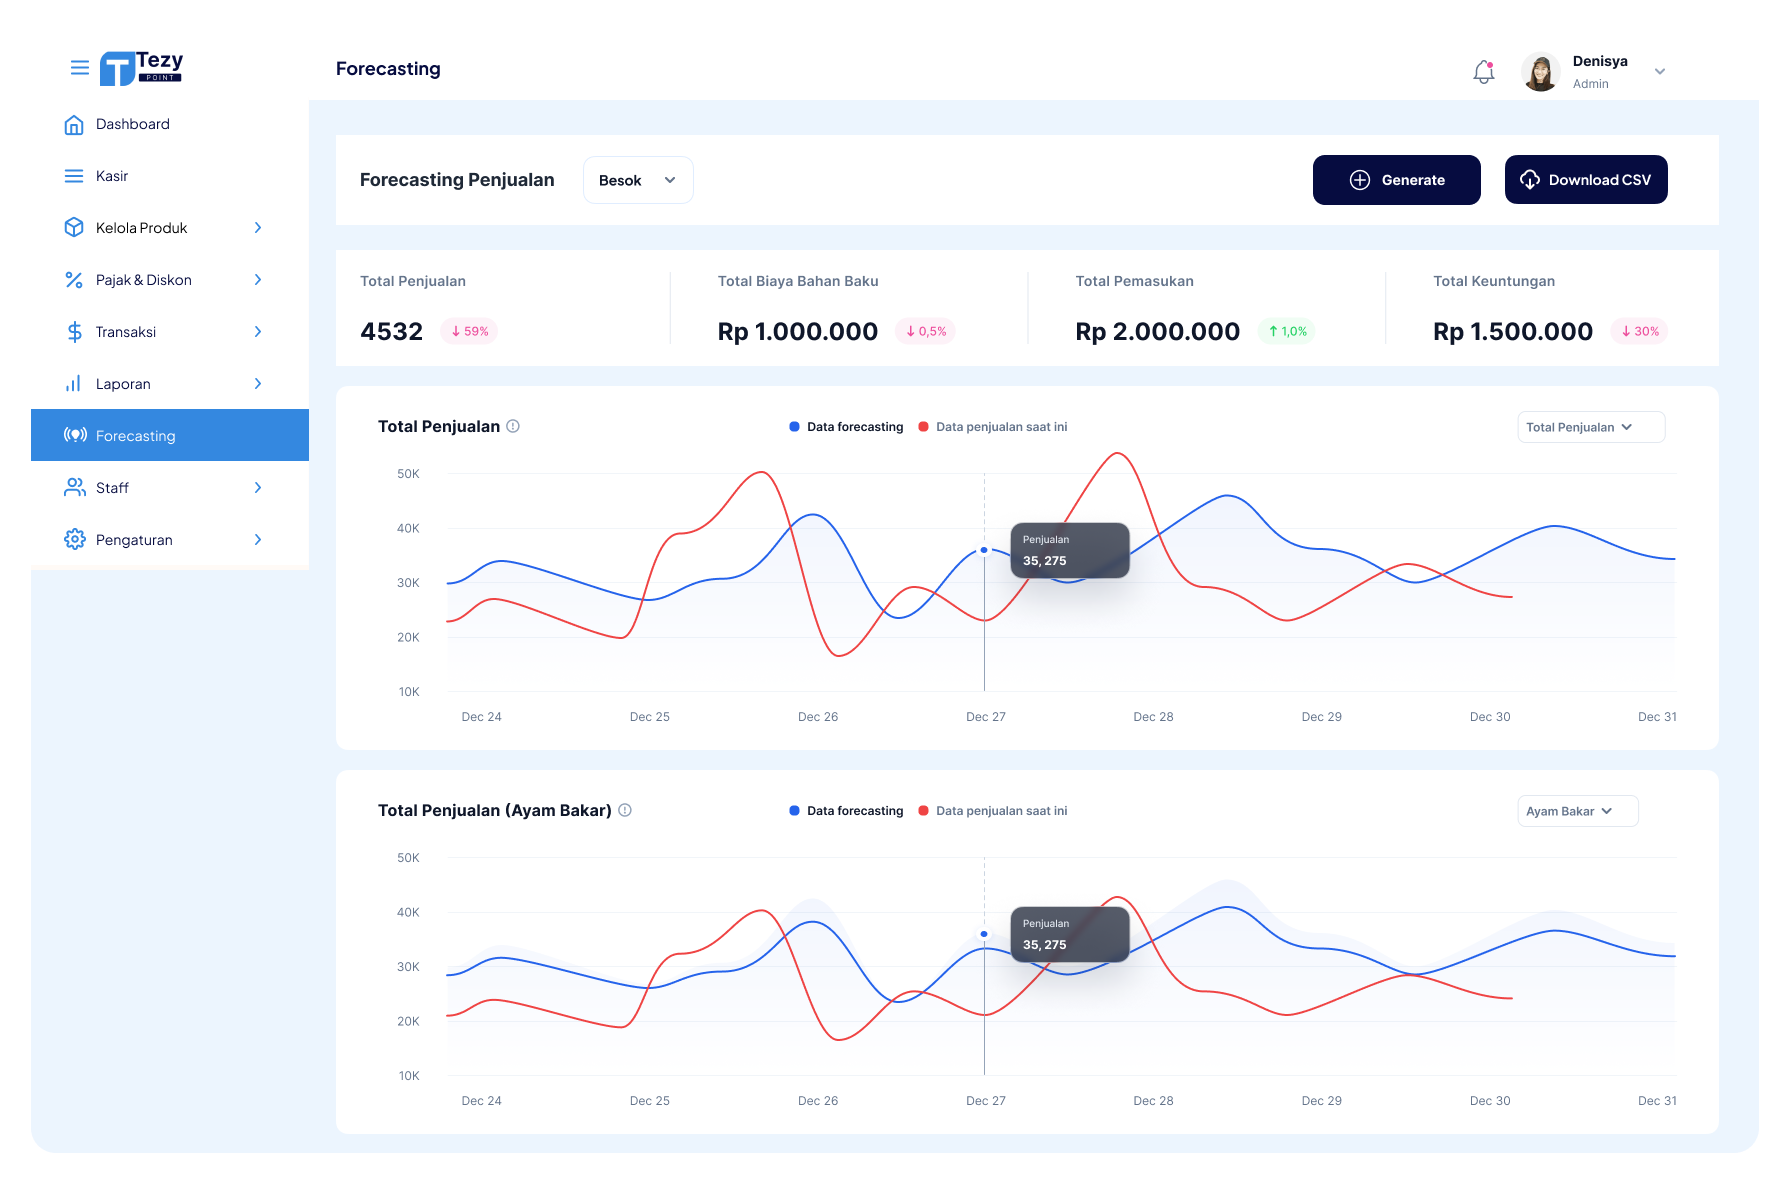 Tezy
POINT
Dashboard
Kasir
Kelola Produk
Pajak & Diskon
Transaksi
Laporan
Forecasting
Staff
Pengaturan
Forecasting
Denisya
Admin
Forecasting Penjualan
Besok
Generate
Download CSV
Total Penjualan
4532
↓ 59%
Total Biaya Bahan Baku
Rp 1.000.000
↓ 0,5%
Total Pemasukan
Rp 2.000.000
↑ 1,0%
Total Keuntungan
Rp 1.500.000
↓ 30%
Total Penjualan
Data forecasting
Data penjualan saat ini
Total Penjualan
50K
40K
30K
20K
10K
Penjualan
35, 275
Dec 24
Dec 25
Dec 26
Dec 27
Dec 28
Dec 29
Dec 30
Dec 31
Total Penjualan (Ayam Bakar)
Data forecasting
Data penjualan saat ini
Ayam Bakar
50K
40K
30K
20K
10K
Penjualan
35, 275
Dec 24
Dec 25
Dec 26
Dec 27
Dec 28
Dec 29
Dec 30
Dec 31